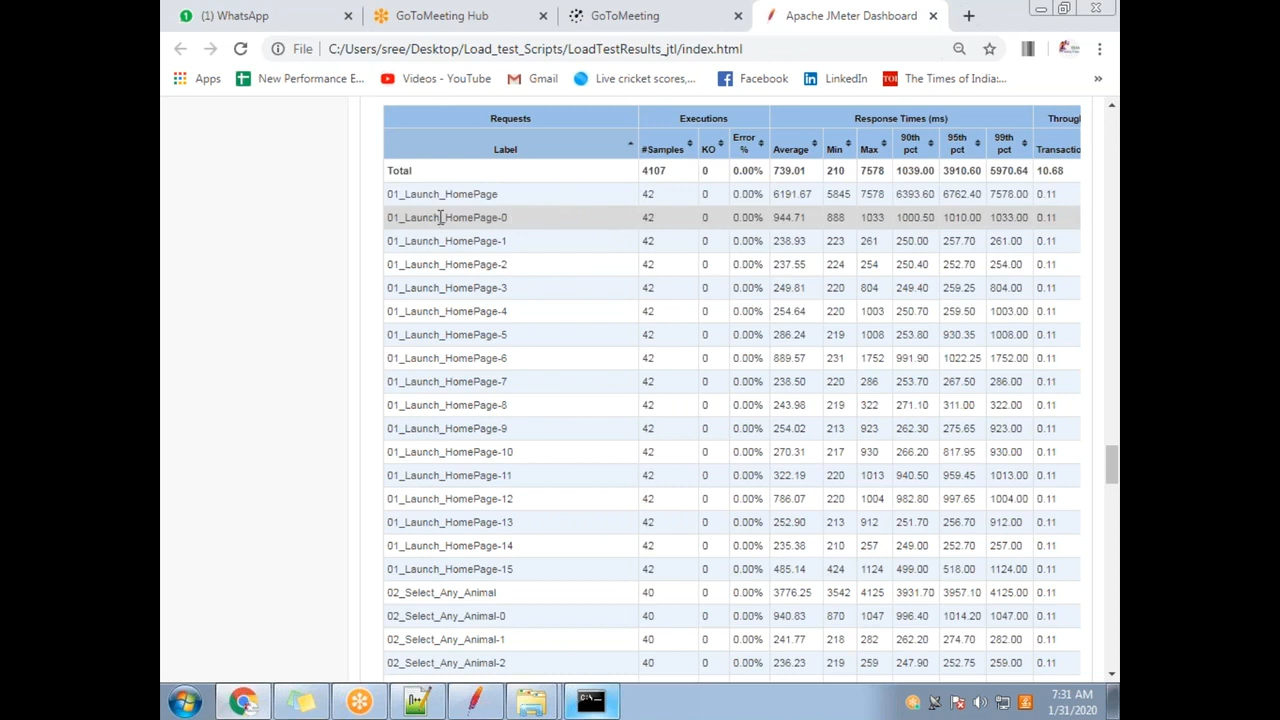 (1) WhatsApp GoToMeeting Hub GoToMeeting Apache JMeter Dashboard
File C:/Users/sree/Desktop/Load_test_Scripts/LoadTestResults_jtl/index.html
Apps New Performance E... Videos - YouTube Gmail Live cricket scores,... Facebook LinkedIn TOI The Times of India:... »
Requests Executions Response Times (ms) Throug
Label #Samples KO Error % Average Min Max 90th pct 95th pct 99th pct Transactio
Total 4107 0 0.00% 739.01 210 7578 1039.00 3910.60 5970.64 10.68
01_Launch_HomePage 42 0 0.00% 6191.67 5845 7578 6393.60 6762.40 7578.00 0.11
01_Launch_HomePage-0 42 0 0.00% 944.71 888 1033 1000.50 1010.00 1033.00 0.11
01_Launch_HomePage-1 42 0 0.00% 238.93 223 261 250.00 257.70 261.00 0.11
01_Launch_HomePage-2 42 0 0.00% 237.55 224 254 250.40 252.70 254.00 0.11
01_Launch_HomePage-3 42 0 0.00% 249.81 220 804 249.40 259.25 804.00 0.11
01_Launch_HomePage-4 42 0 0.00% 254.64 220 1003 250.70 259.50 1003.00 0.11
01_Launch_HomePage-5 42 0 0.00% 286.24 219 1008 253.80 930.35 1008.00 0.11
01_Launch_HomePage-6 42 0 0.00% 889.57 231 1752 991.90 1022.25 1752.00 0.11
01_Launch_HomePage-7 42 0 0.00% 238.50 220 286 253.70 267.50 286.00 0.11
01_Launch_HomePage-8 42 0 0.00% 243.98 219 322 271.10 311.00 322.00 0.11
01_Launch_HomePage-9 42 0 0.00% 254.02 213 923 262.30 275.65 923.00 0.11
01_Launch_HomePage-10 42 0 0.00% 270.31 217 930 266.20 817.95 930.00 0.11
01_Launch_HomePage-11 42 0 0.00% 322.19 220 1013 940.50 959.45 1013.00 0.11
01_Launch_HomePage-12 42 0 0.00% 786.07 220 1004 982.80 997.65 1004.00 0.11
01_Launch_HomePage-13 42 0 0.00% 252.90 213 912 251.70 256.70 912.00 0.11
01_Launch_HomePage-14 42 0 0.00% 235.38 210 257 249.00 252.70 257.00 0.11
01_Launch_HomePage-15 42 0 0.00% 485.14 424 1124 499.00 518.00 1124.00 0.11
02_Select_Any_Animal 40 0 0.00% 3776.25 3542 4125 3931.70 3957.10 4125.00 0.11
02_Select_Any_Animal-0 40 0 0.00% 940.83 870 1047 996.40 1014.20 1047.00 0.11
02_Select_Any_Animal-1 40 0 0.00% 241.77 218 282 262.20 274.70 282.00 0.11
02_Select_Any_Animal-2 40 0 0.00% 236.23 219 259 247.90 252.75 259.00 0.11
7:31 AM
1/31/2020